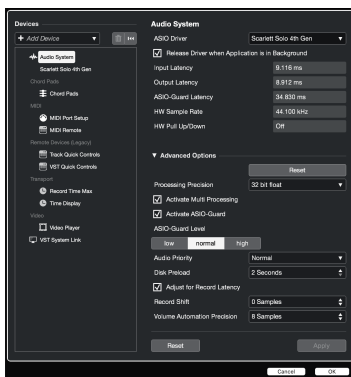 Devices
+ Add Device
Audio System
Scarlett Solo 4th Gen
Chord Pads
Chord Pads
MIDI
MIDI Port Setup
MIDI Remote
Remote Devices (Legacy)
Track Quick Controls
VST Quick Controls
Transport
Record Time Max
Time Display
Video
Video Player
VST System Link
Audio System
ASIO Driver Scarlett Solo 4th Gen
Release Driver when Application is in Background
Input Latency 9.116 ms
Output Latency 8.912 ms
ASIO-Guard Latency 34.830 ms
HW Sample Rate 44.100 kHz
HW Pull Up/Down Off
Advanced Options
Reset
Processing Precision 32 bit float
Activate Multi Processing
Activate ASIO-Guard
ASIO-Guard Level
low normal high
Audio Priority Normal
Disk Preload 2 Seconds
Adjust for Record Latency
Record Shift 0 Samples
Volume Automation Precision 8 Samples
Reset Apply
Cancel OK